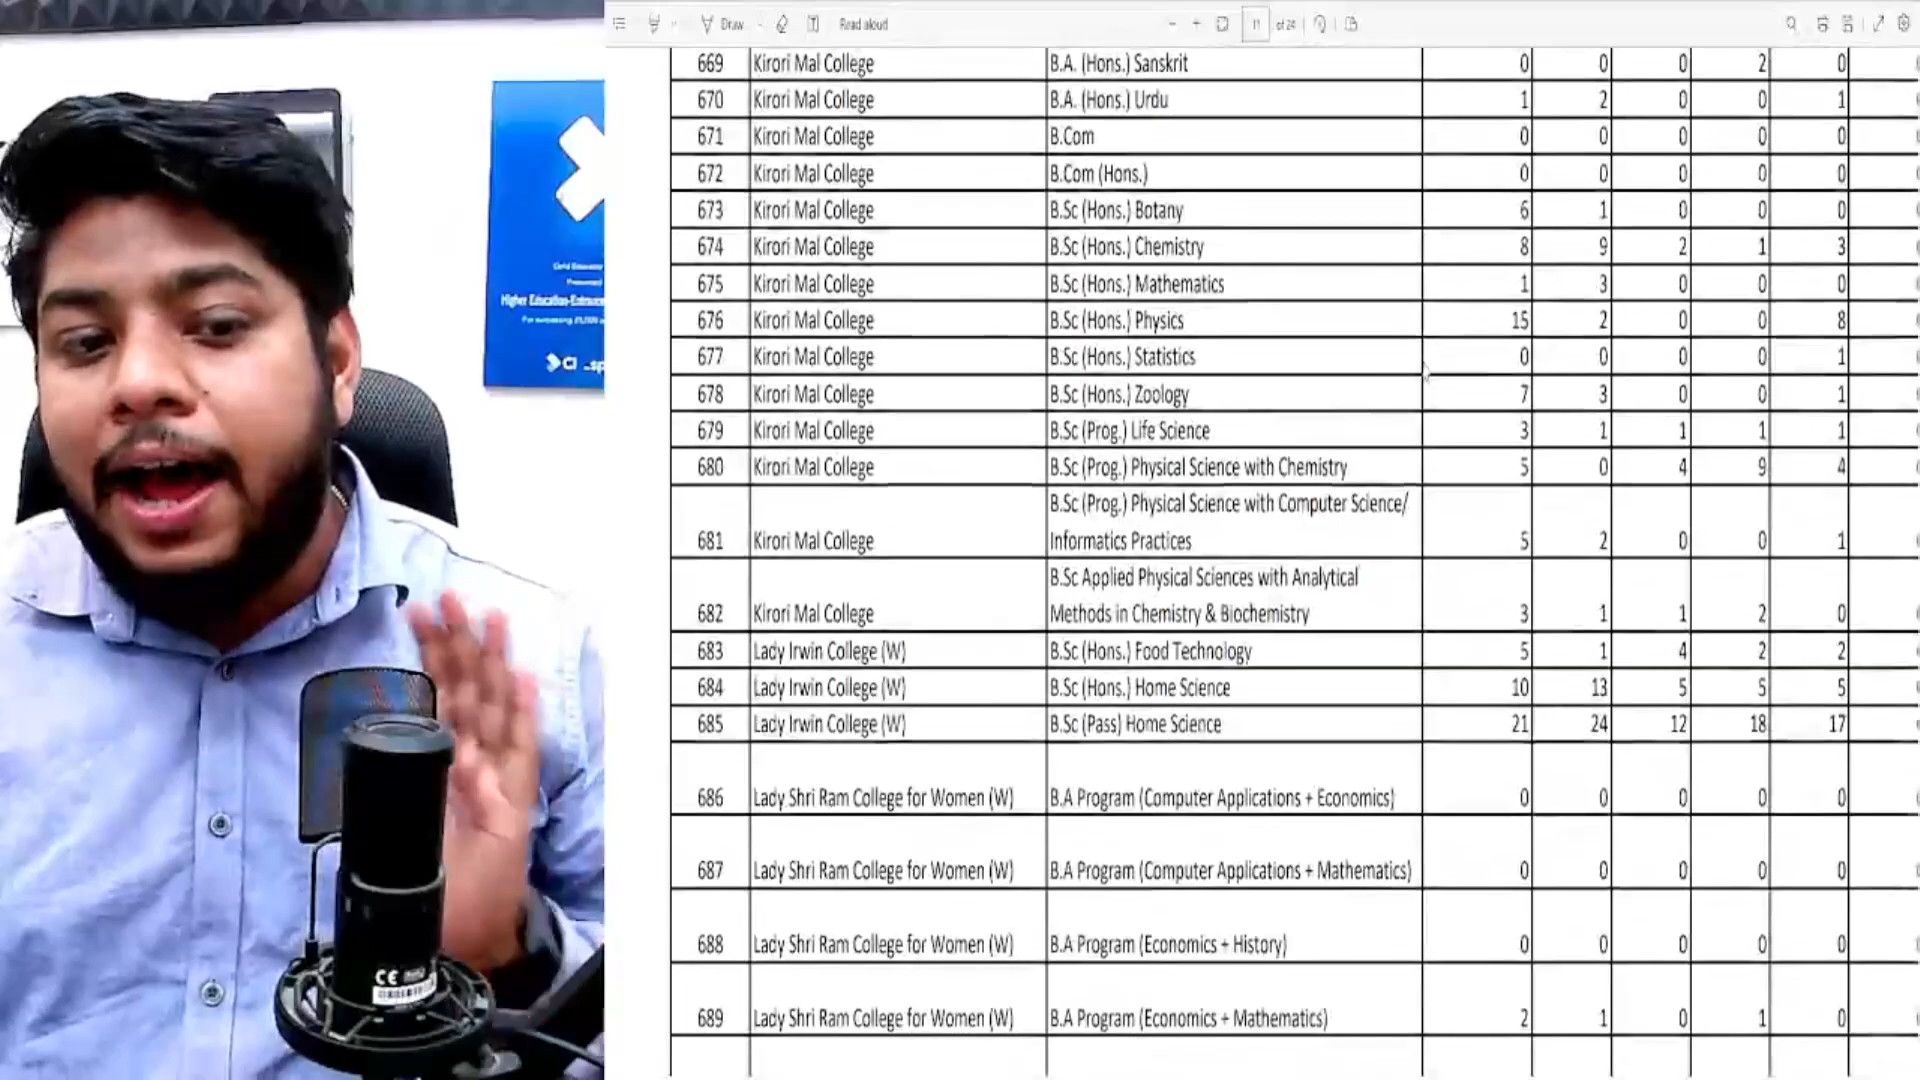 Draw
Read aloud
11 of 24
669 Kirori Mal College B.A. (Hons.) Sanskrit 0 0 0 2 0
670 Kirori Mal College B.A. (Hons.) Urdu 1 2 0 0 1
671 Kirori Mal College B.Com 0 0 0 0 0
672 Kirori Mal College B.Com (Hons.) 0 0 0 0 0
673 Kirori Mal College B.Sc (Hons.) Botany 6 1 0 0 0
674 Kirori Mal College B.Sc (Hons.) Chemistry 8 9 2 1 3
675 Kirori Mal College B.Sc (Hons.) Mathematics 1 3 0 0 0
676 Kirori Mal College B.Sc (Hons.) Physics 15 2 0 0 8
677 Kirori Mal College B.Sc (Hons.) Statistics 0 0 0 0 1
678 Kirori Mal College B.Sc (Hons.) Zoology 7 3 0 0 1
679 Kirori Mal College B.Sc (Prog.) Life Science 3 1 1 1 1
680 Kirori Mal College B.Sc (Prog.) Physical Science with Chemistry 5 0 4 9 4
B.Sc (Prog.) Physical Science with Computer Science/
681 Kirori Mal College Informatics Practices 5 2 0 0 1
B.Sc Applied Physical Sciences with Analytical
682 Kirori Mal College Methods in Chemistry & Biochemistry 3 1 1 2 0
683 Lady Irwin College (W) B.Sc (Hons.) Food Technology 5 1 4 2 2
684 Lady Irwin College (W) B.Sc (Hons.) Home Science 10 13 5 5 5
685 Lady Irwin College (W) B.Sc (Pass) Home Science 21 24 12 18 17
686 Lady Shri Ram College for Women (W) B.A Program (Computer Applications + Economics) 0 0 0 0 0
687 Lady Shri Ram College for Women (W) B.A Program (Computer Applications + Mathematics) 0 0 0 0 0
688 Lady Shri Ram College for Women (W) B.A Program (Economics + History) 0 0 0 0 0
689 Lady Shri Ram College for Women (W) B.A Program (Economics + Mathematics) 2 1 0 1 0
Higher Education-Entrance
CE